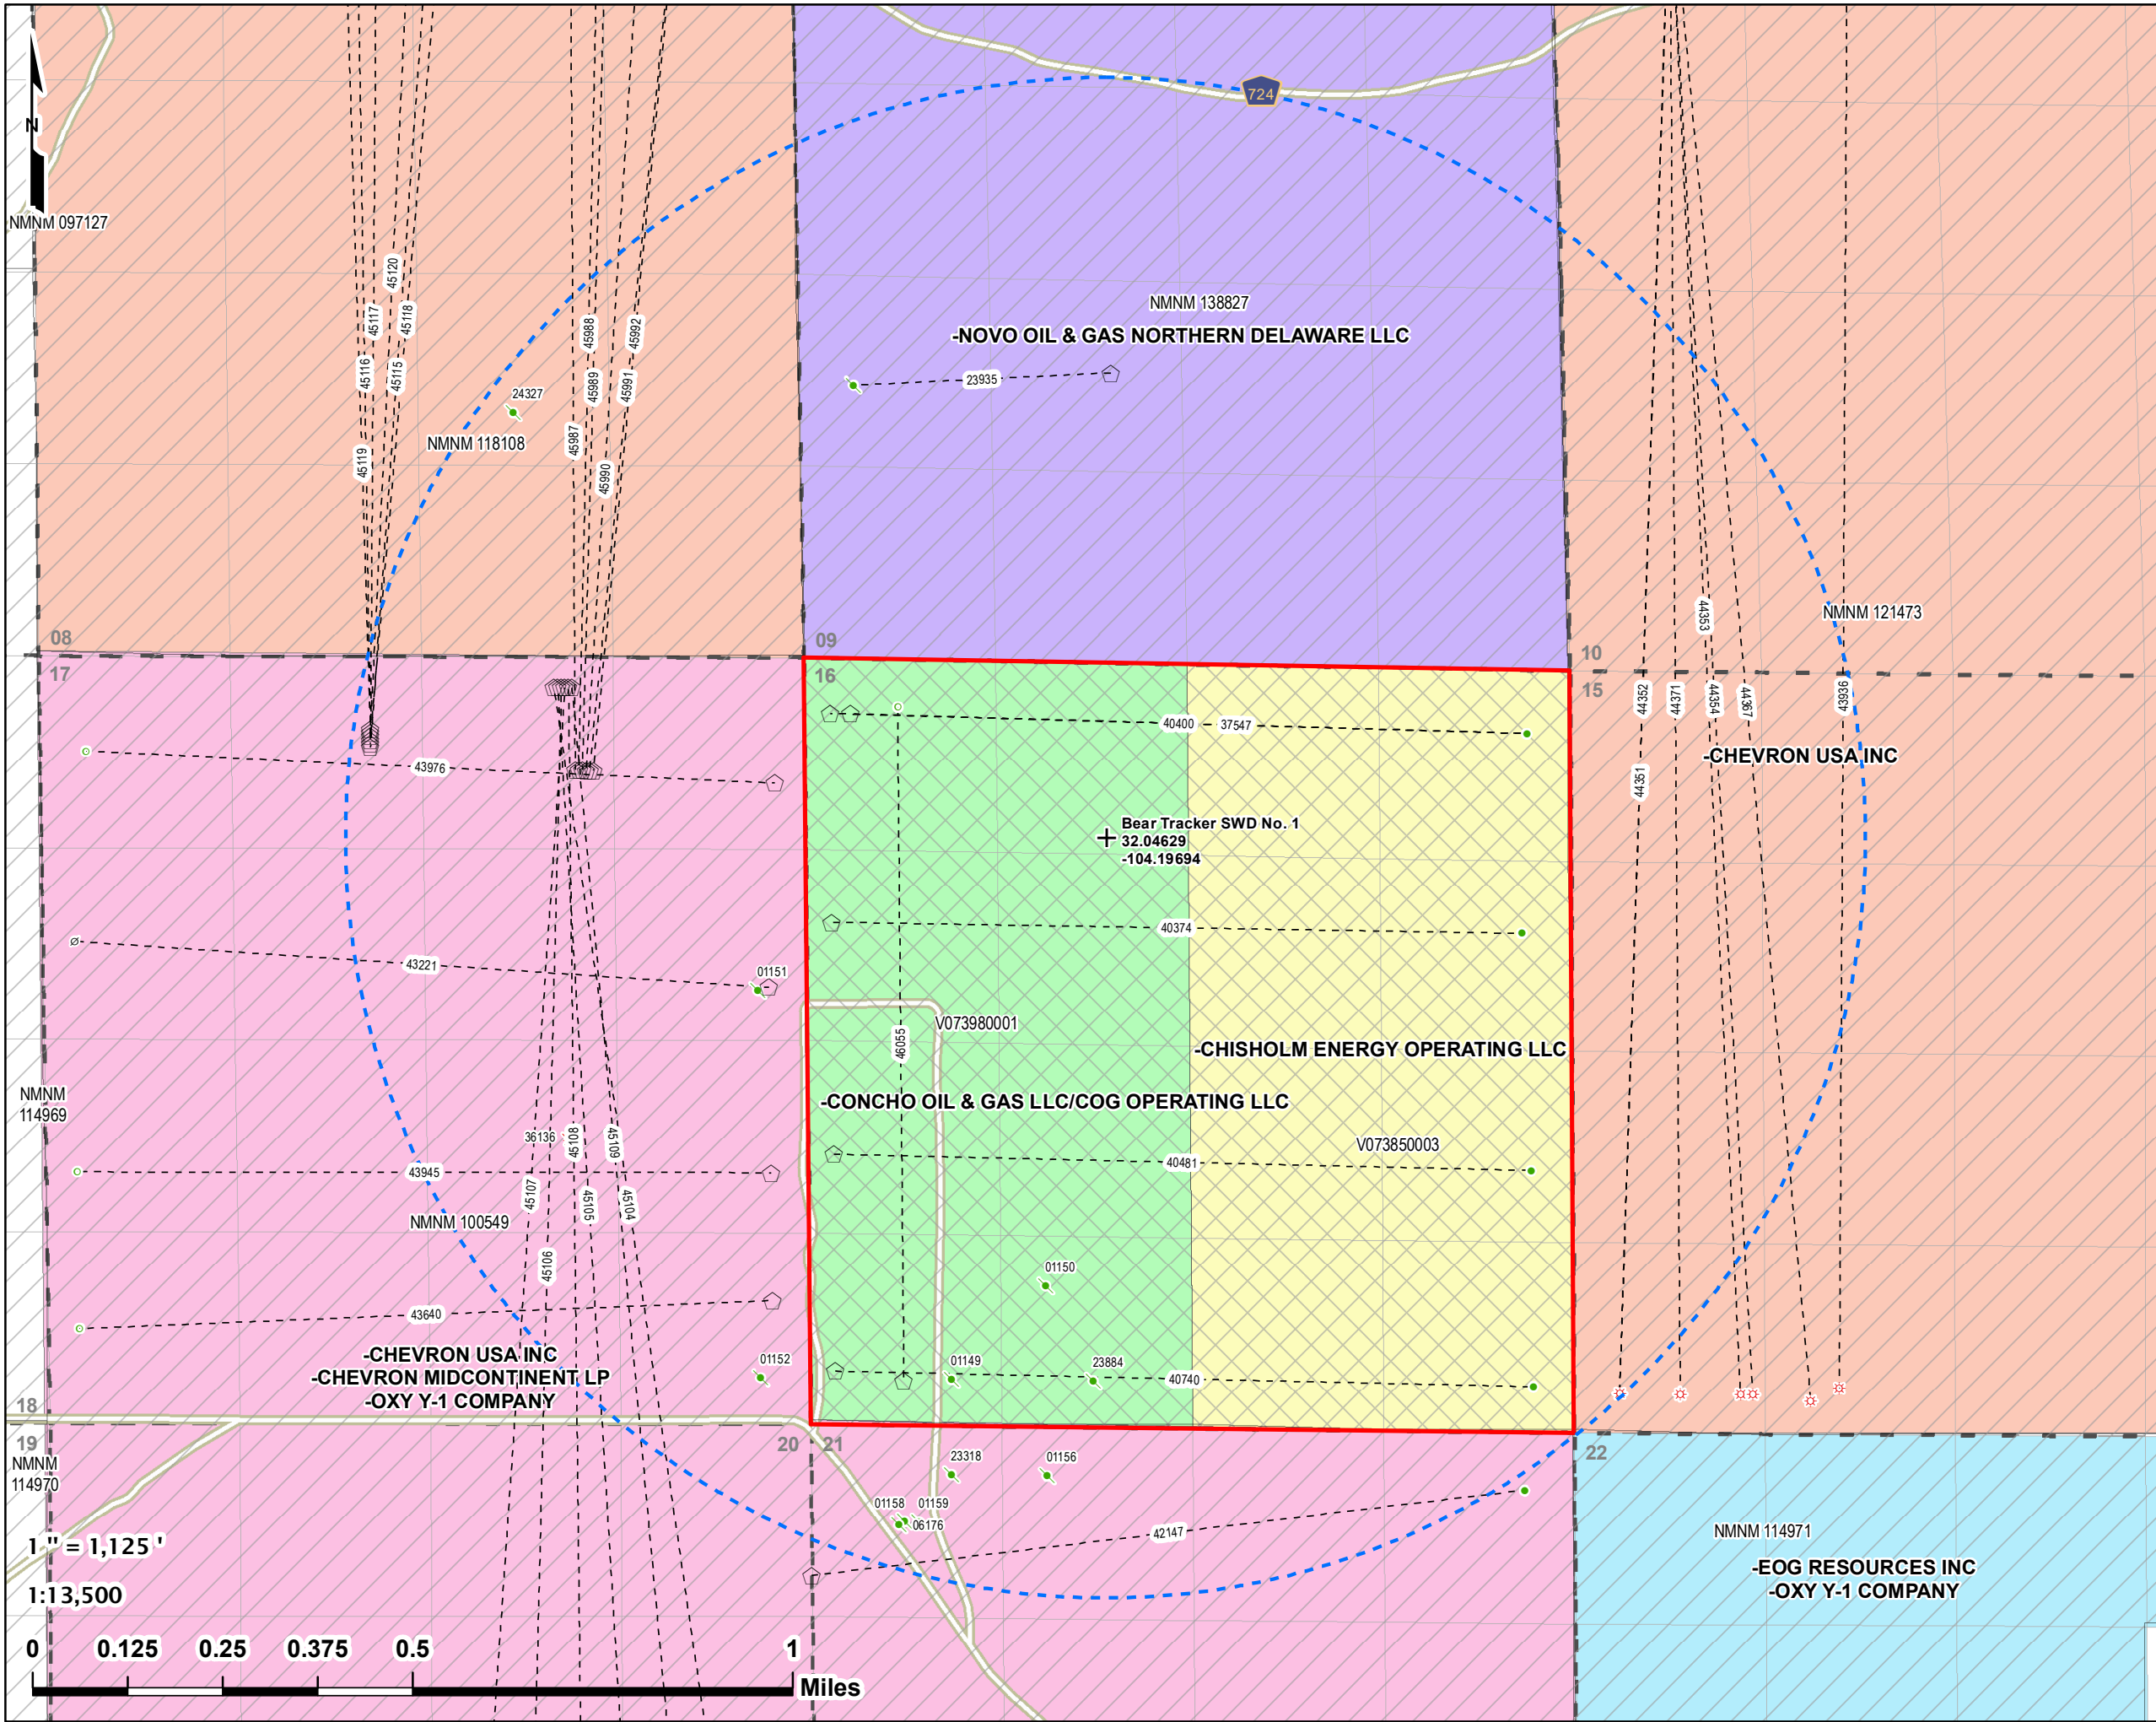 724
N
NMNM 097127
45120
45117
45118
45116
45115
45119
24327
NMNM 118108
45988
45992
45989
45991
45987
45990
NMNM 138827
-NOVO OIL & GAS NORTHERN DELAWARE LLC
23935
NMNM 121473
44353
08
09
10
17
16
15
44352
44371
44354
44367
43936
-CHEVRON USA INC
44351
43976
40400
37547
Bear Tracker SWD No. 1
32.04629
-104.19694
40374
43221
01151
V073980001
46055
-CHISHOLM ENERGY OPERATING LLC
-CONCHO OIL & GAS LLC/COG OPERATING LLC
NMNM
114969
36136
45108
45109
45107
45105
45104
45106
43945
40481
V073850003
NMNM 100549
01150
43640
-CHEVRON USA INC
-CHEVRON MIDCONTINENT LP
-OXY Y-1 COMPANY
01152
01149
23884
40740
18
19
20
21
22
NMNM
114970
23318
01156
01158
01159
06176
42147
NMNM 114971
-EOG RESOURCES INC
-OXY Y-1 COMPANY
1 " = 1,125 '
1:13,500
0 0.125 0.25 0.375 0.5 1
Miles